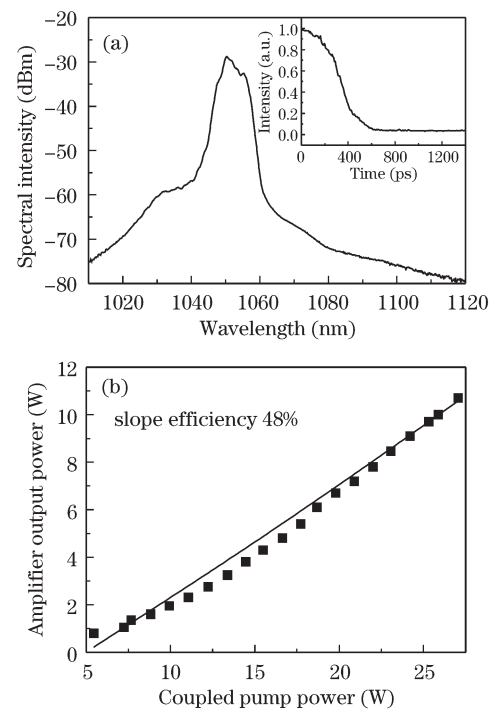 (a)
Spectral intensity (dBm)
−20
−30
−40
−50
−60
−70
−80
1020 1040 1060 1080 1100 1120
Wavelength (nm)
Intensity (a.u.)
1.0
0.8
0.6
0.4
0.2
0.0
0 400 800 1200
Time (ps)
(b)
slope efficiency 48%
Amplifier output power (W)
12
10
8
6
4
2
0
5 10 15 20 25
Coupled pump power (W)